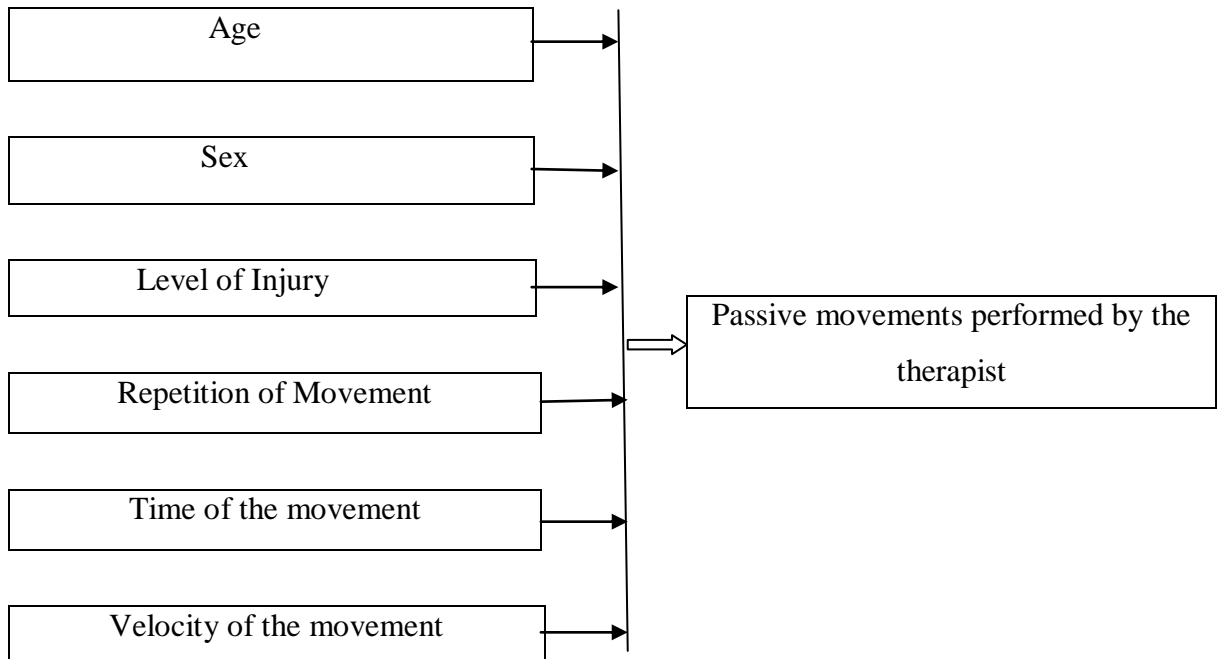 Age
Sex
Level of Injury
Repetition of Movement
Time of the movement
Velocity of the movement
Passive movements performed by the
therapist